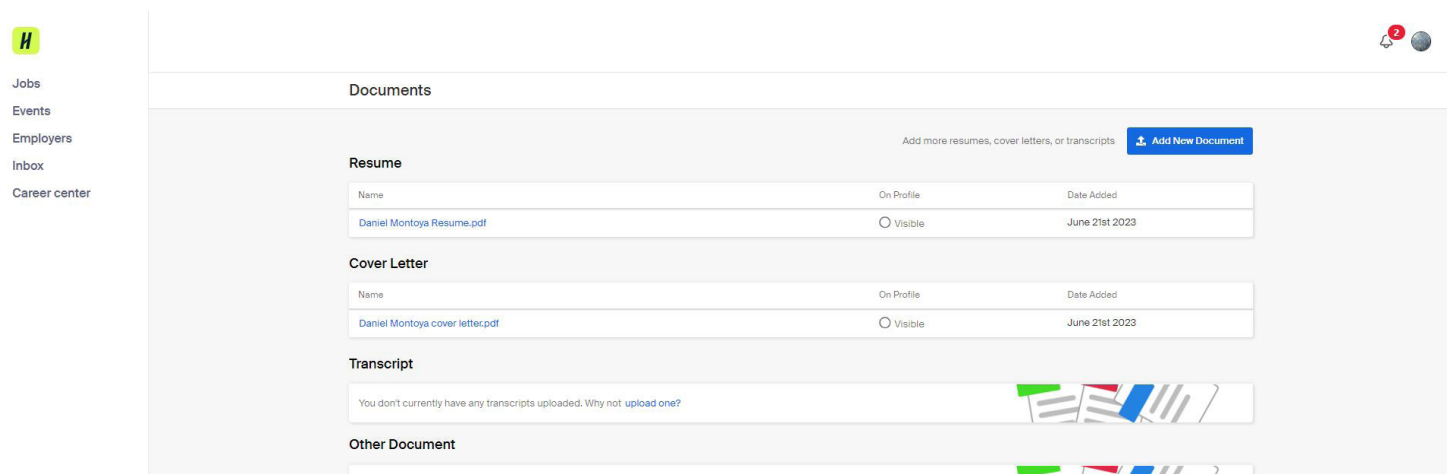 H
2
Jobs
Events
Employers
Inbox
Career center
Documents
Add more resumes, cover letters, or transcripts Add New Document
Resume
Name On Profile Date Added
Daniel Montoya Resume.pdf Visible June 21st 2023
Cover Letter
Name On Profile Date Added
Daniel Montoya cover letter.pdf Visible June 21st 2023
Transcript
You don't currently have any transcripts uploaded. Why not upload one?
Other Document